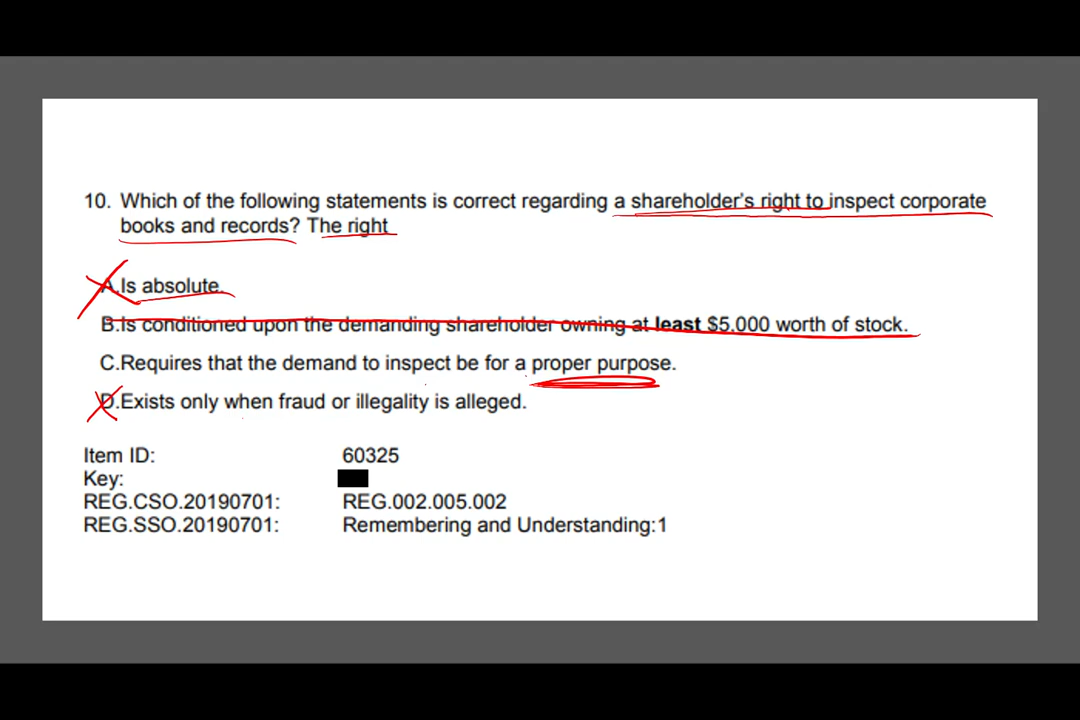 10. Which of the following statements is correct regarding a shareholder's right to inspect corporate
books and records? The right
A.Is absolute.
B.Is conditioned upon the demanding shareholder owning at least $5,000 worth of stock.
C.Requires that the demand to inspect be for a proper purpose.
D.Exists only when fraud or illegality is alleged.
Item ID: 60325
Key:
REG.CSO.20190701: REG.002.005.002
REG.SSO.20190701: Remembering and Understanding:1